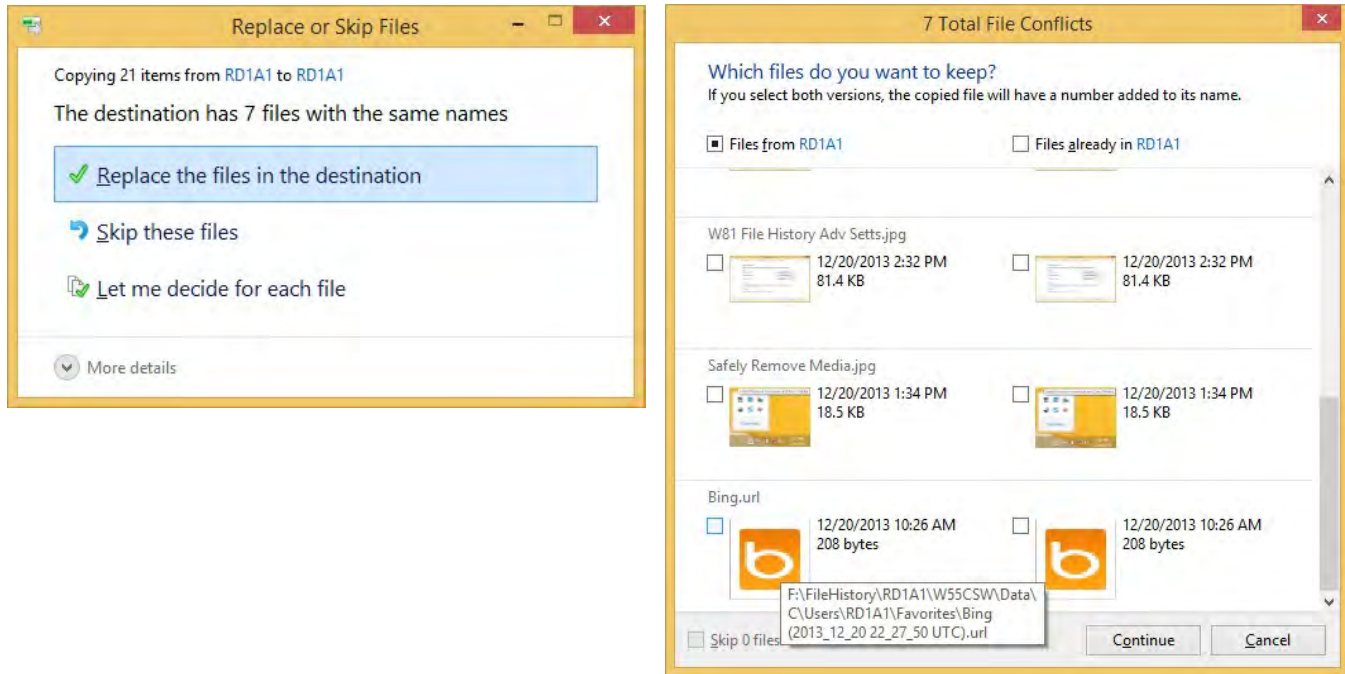 Replace or Skip Files
Copying 21 items from RD1A1 to RD1A1
The destination has 7 files with the same names
Replace the files in the destination
Skip these files
Let me decide for each file
More details
7 Total File Conflicts
Which files do you want to keep?
If you select both versions, the copied file will have a number added to its name.
Files from RD1A1
Files already in RD1A1
W81 File History Adv Setts.jpg
12/20/2013 2:32 PM
81.4 KB
12/20/2013 2:32 PM
81.4 KB
Safely Remove Media.jpg
12/20/2013 1:34 PM
18.5 KB
12/20/2013 1:34 PM
18.5 KB
Bing.url
12/20/2013 10:26 AM
208 bytes
12/20/2013 10:26 AM
208 bytes
F:\FileHistory\RD1A1\W55CSW\Data\
C\Users\RD1A1\Favorites\Bing
(2013_12_20 22_27_50 UTC).url
Skip 0 files
Continue
Cancel